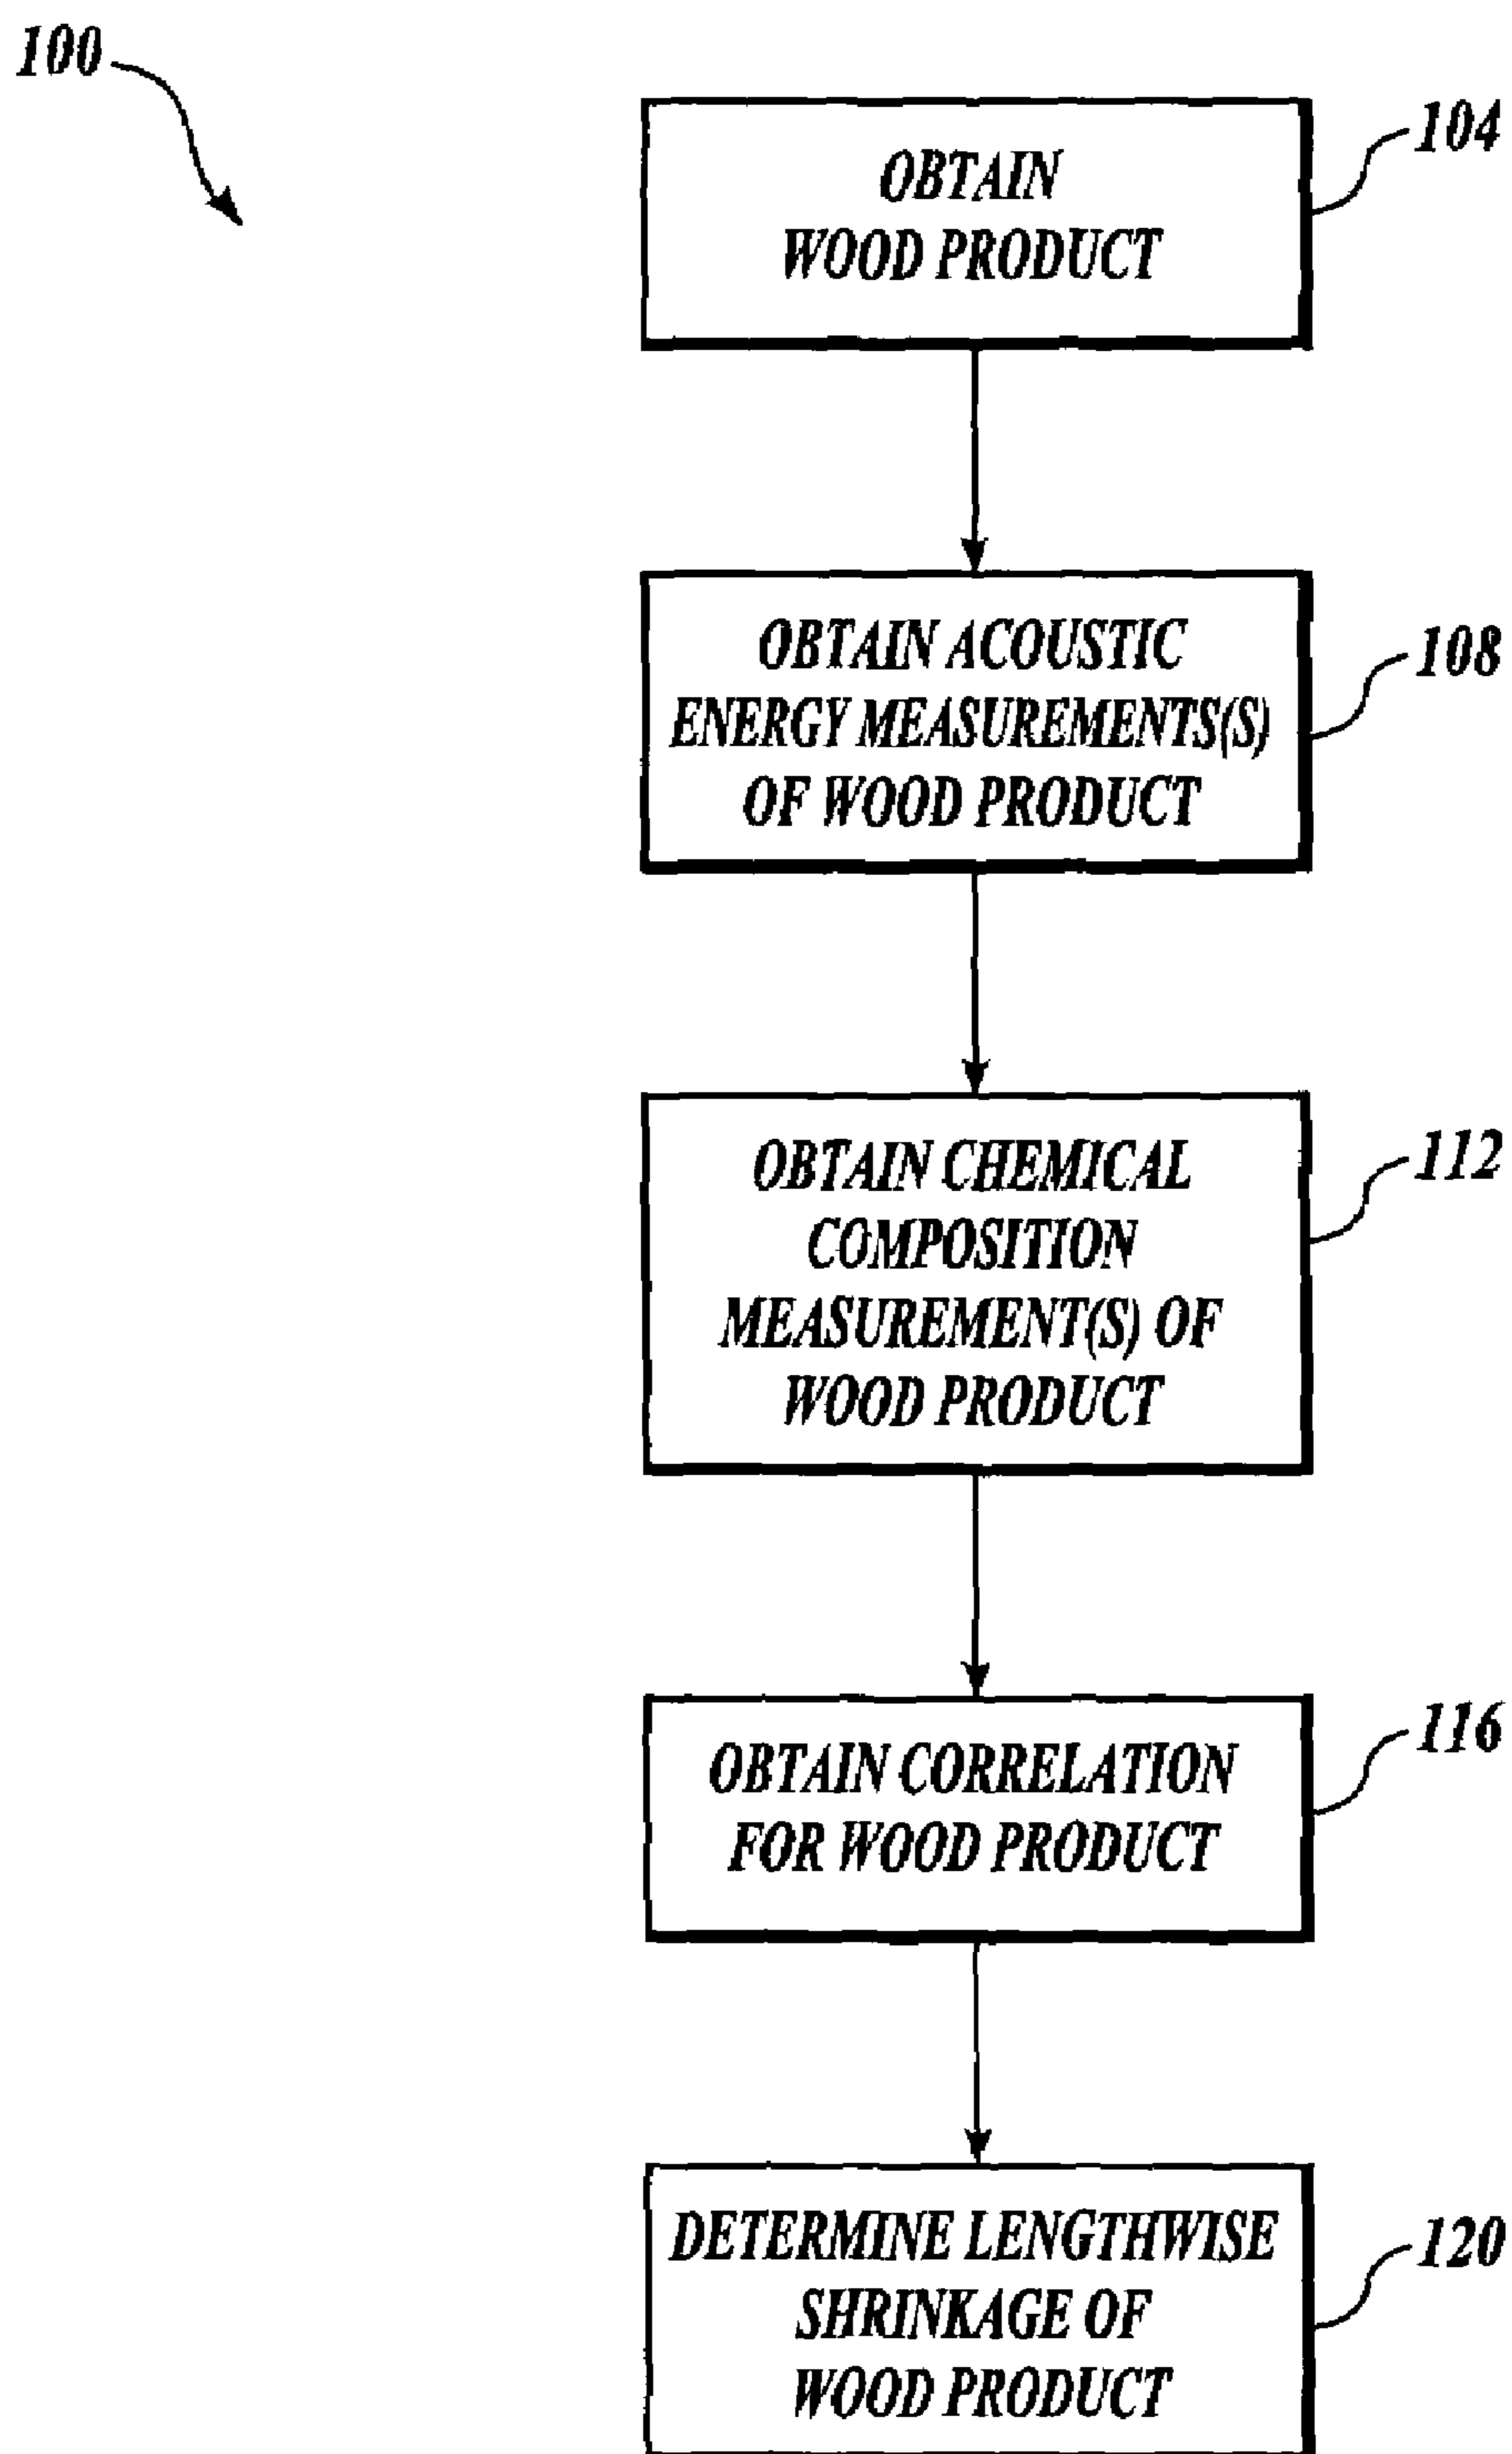 100
104
OBTAIN
WOOD PRODUCT
108
OBTAIN ACOUSTIC
ENERGY MEASUREMENTS(S)
OF WOOD PRODUCT
112
OBTAIN CHEMICAL
COMPOSITION
MEASUREMENT(S) OF
WOOD PRODUCT
116
OBTAIN CORRELATION
FOR WOOD PRODUCT
120
DETERMINE LENGTHWISE
SHRINKAGE OF
WOOD PRODUCT